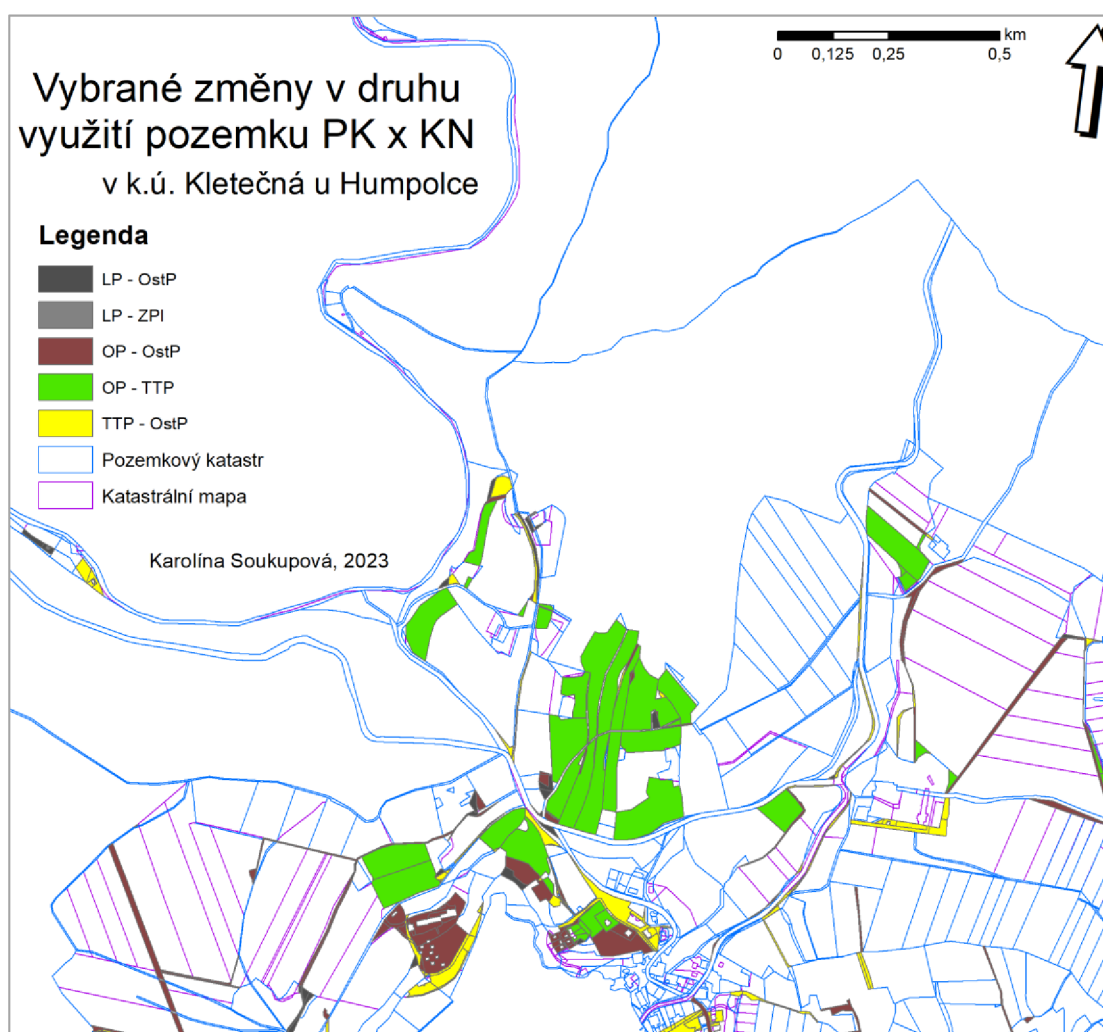 Vybrané změny v druhu
využití pozemku PK x KN
v k.ú. Kletečná u Humpolce
km
0 0,125 0,25 0,5
Legenda
LP - OstP
LP - ZPl
OP - OstP
OP - TTP
TTP - OstP
Pozemkový katastr
Katastrální mapa
Karolína Soukupová, 2023